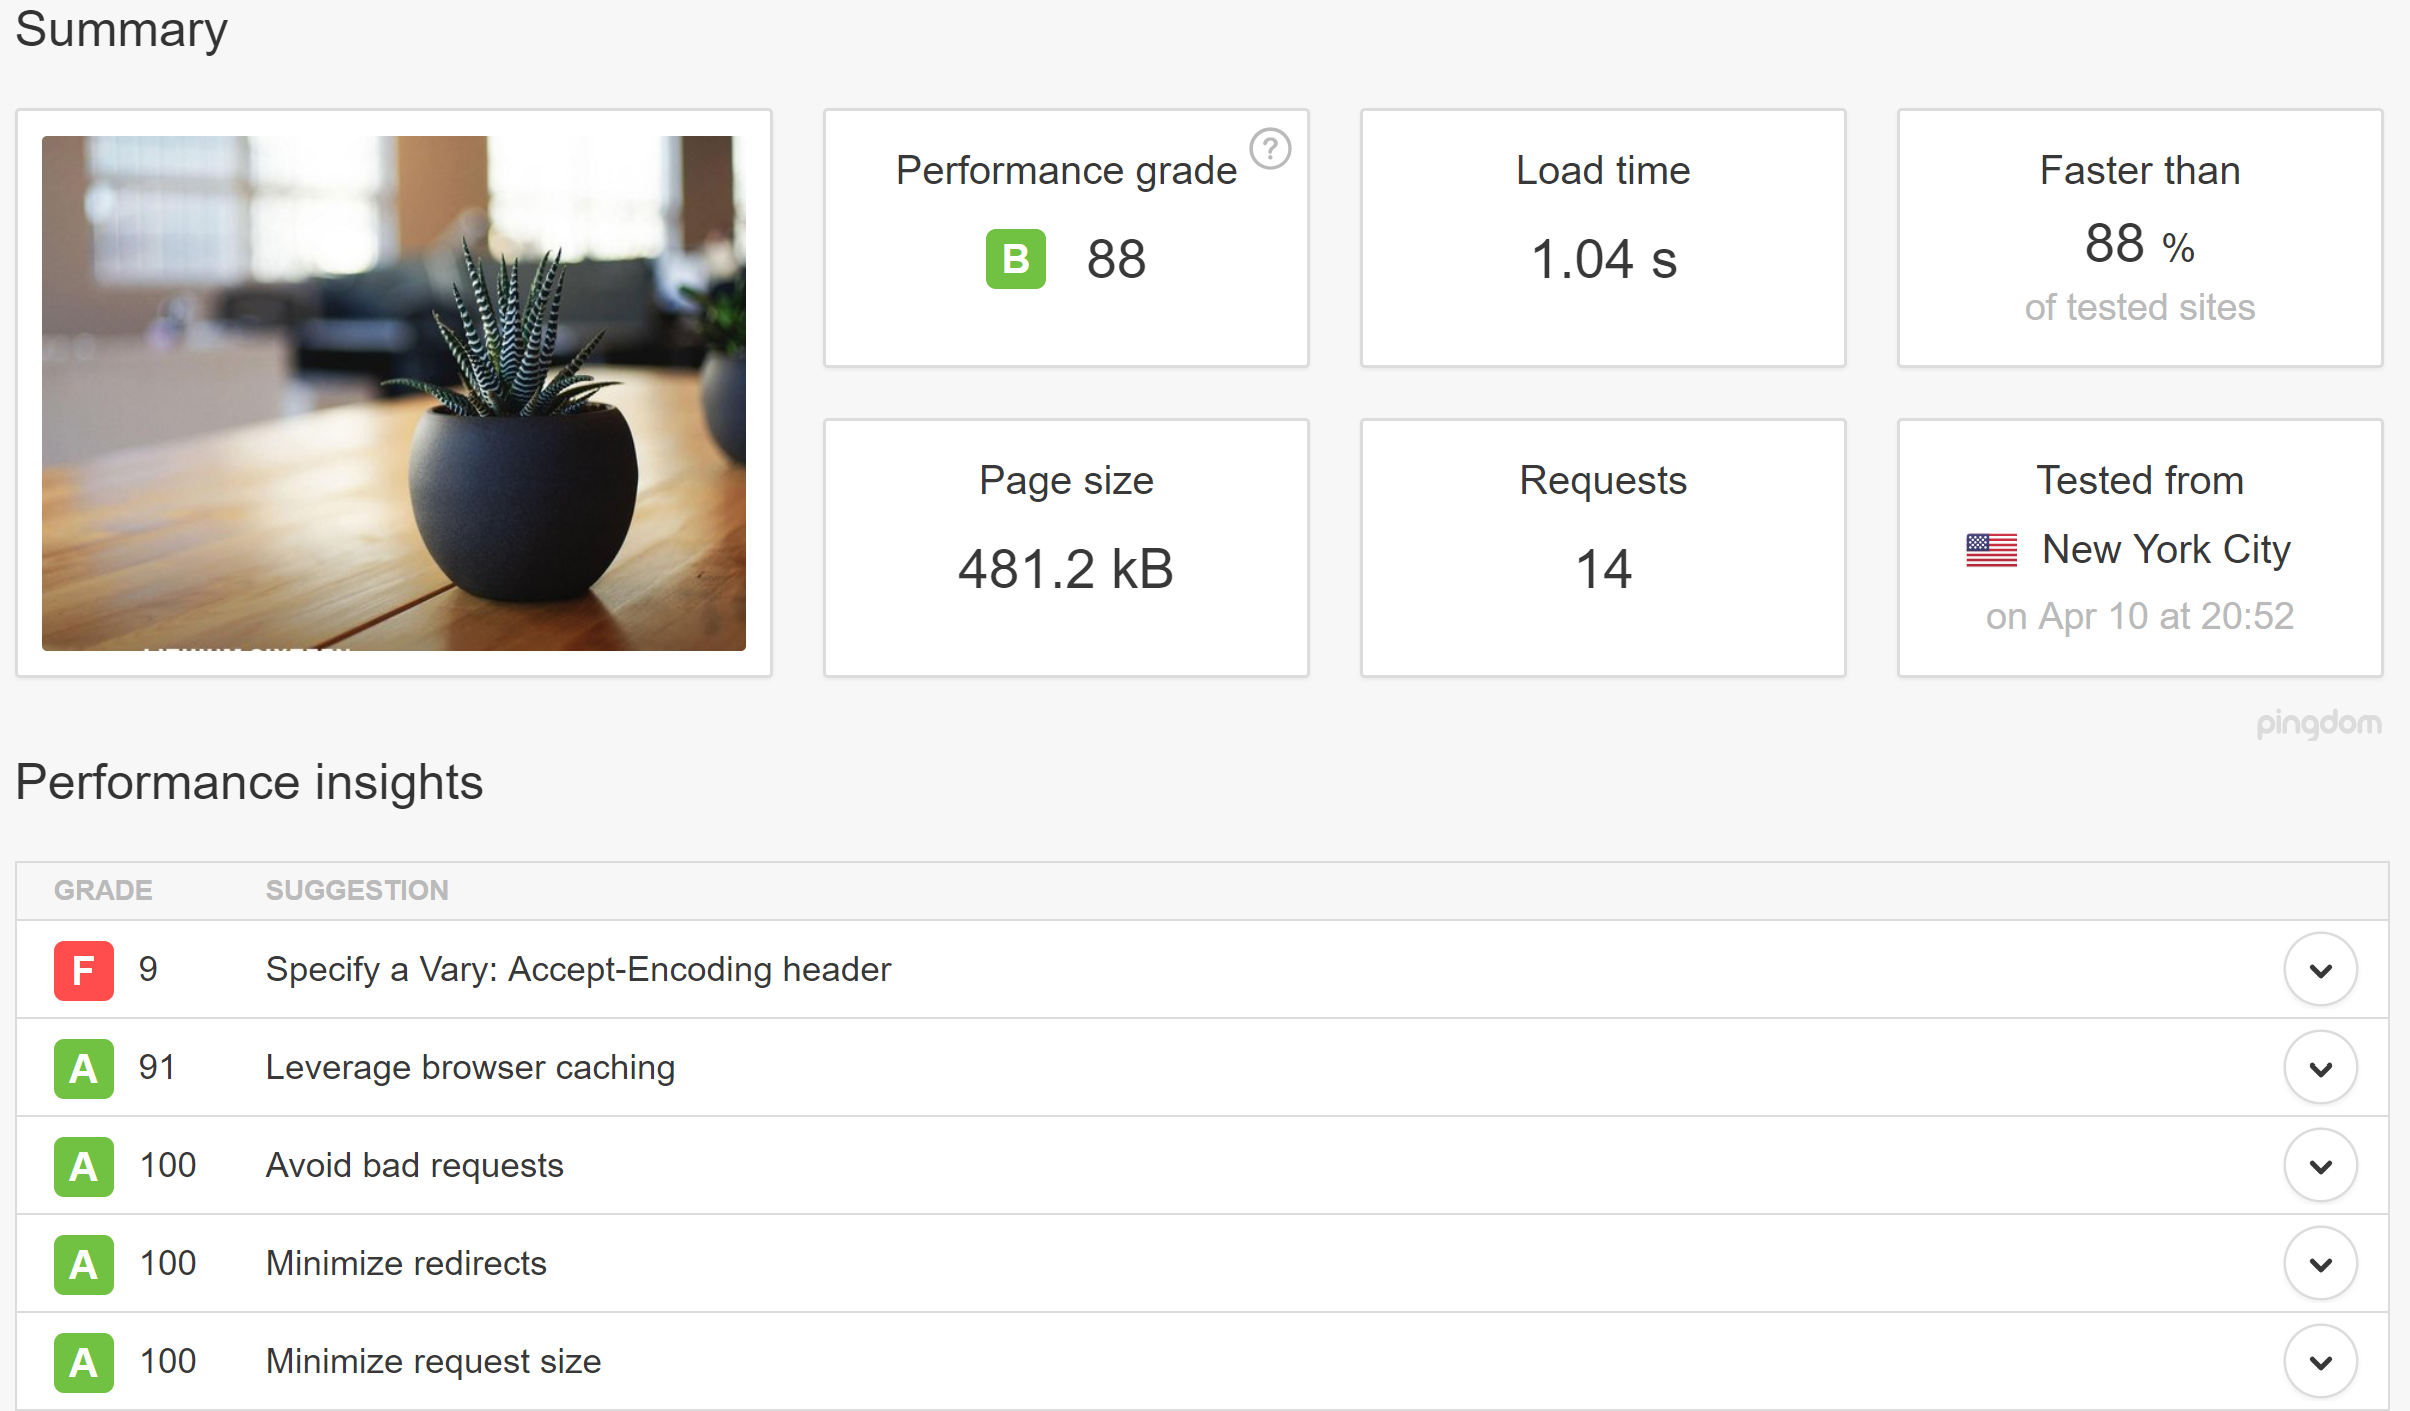 Summary
Performance grade
?
B 88
Load time
1.04 s
Faster than
88 %
of tested sites
Page size
481.2 kB
Requests
14
Tested from
New York City
on Apr 10 at 20:52
pingdom
Performance insights
GRADE SUGGESTION
F 9 Specify a Vary: Accept-Encoding header
A 91 Leverage browser caching
A 100 Avoid bad requests
A 100 Minimize redirects
A 100 Minimize request size